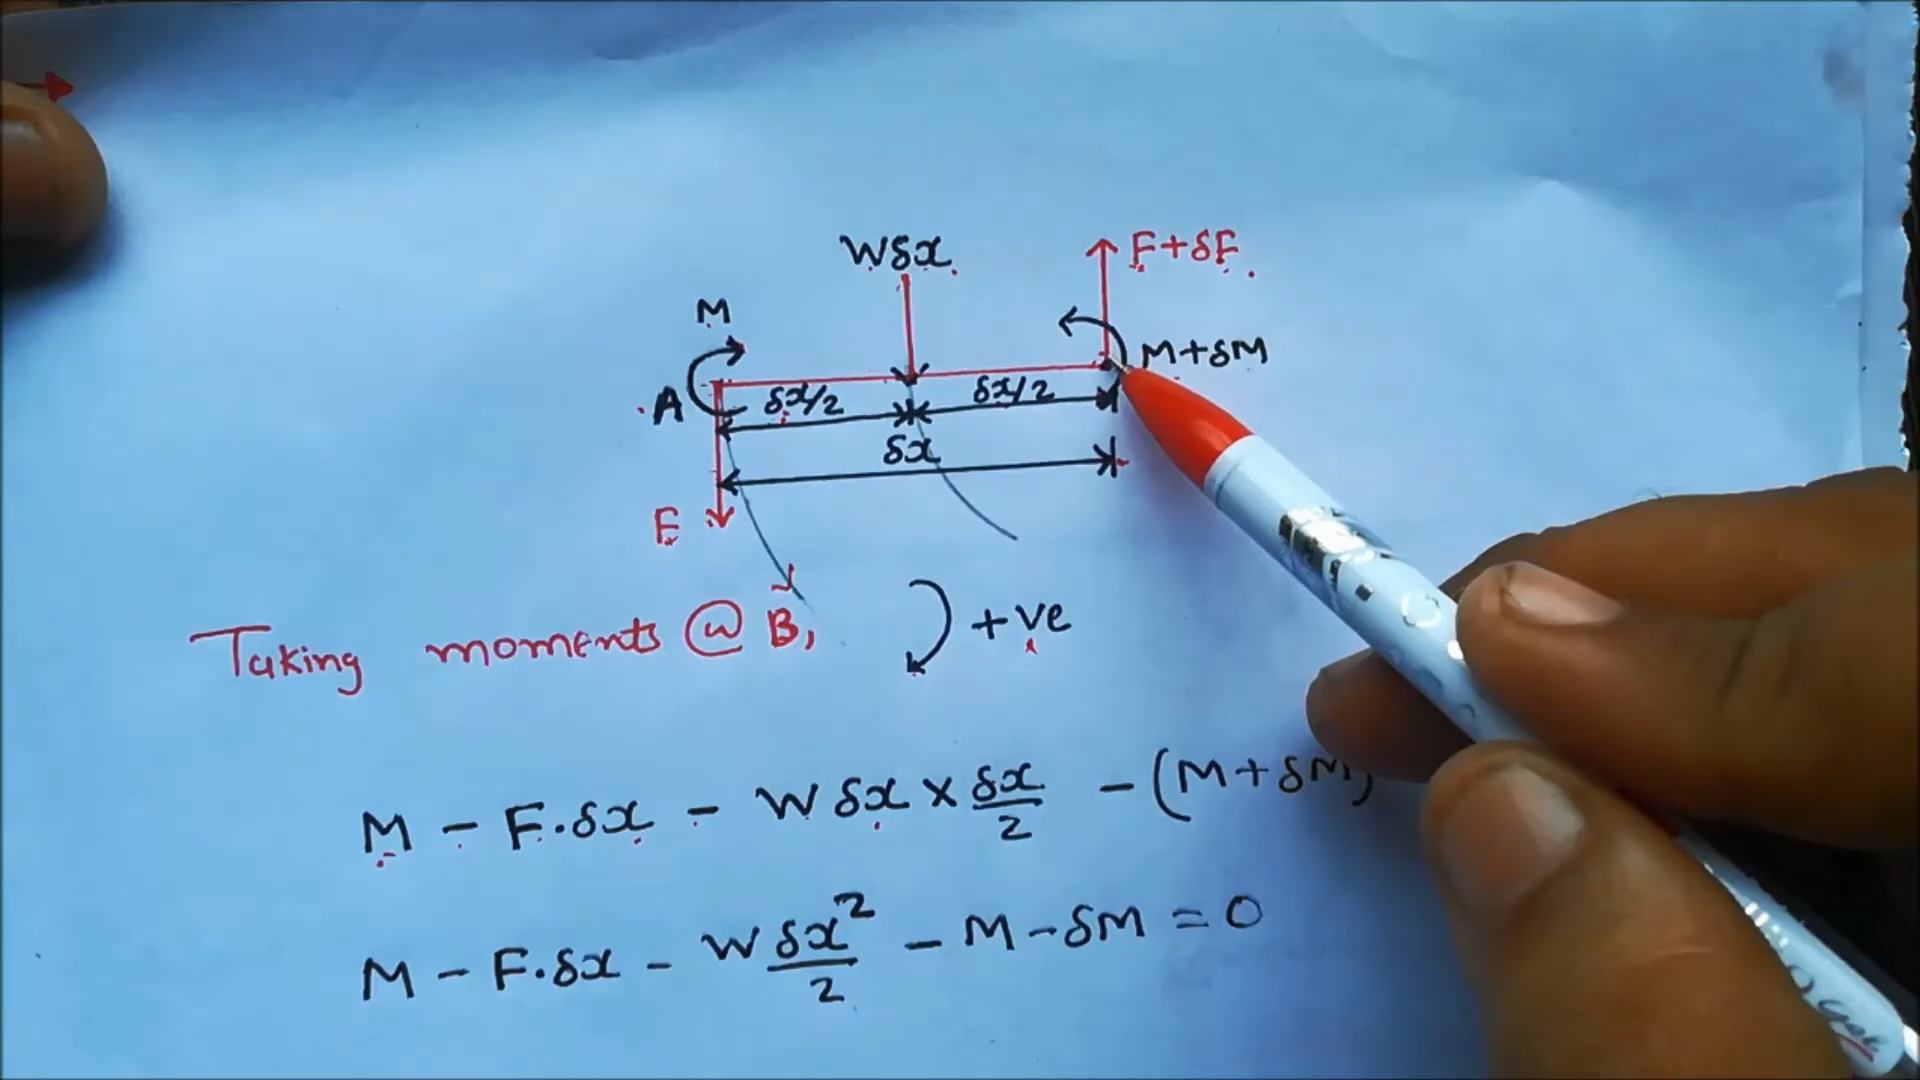 Wδx
F+δF
M
M+δM
A
δx/2
δx/2
δx
F
Taking moments @ B,
+ve
M - F.δx - Wδx × δx/2 - (M+δM)
M - F.δx - Wδx²/2 - M - δM = 0